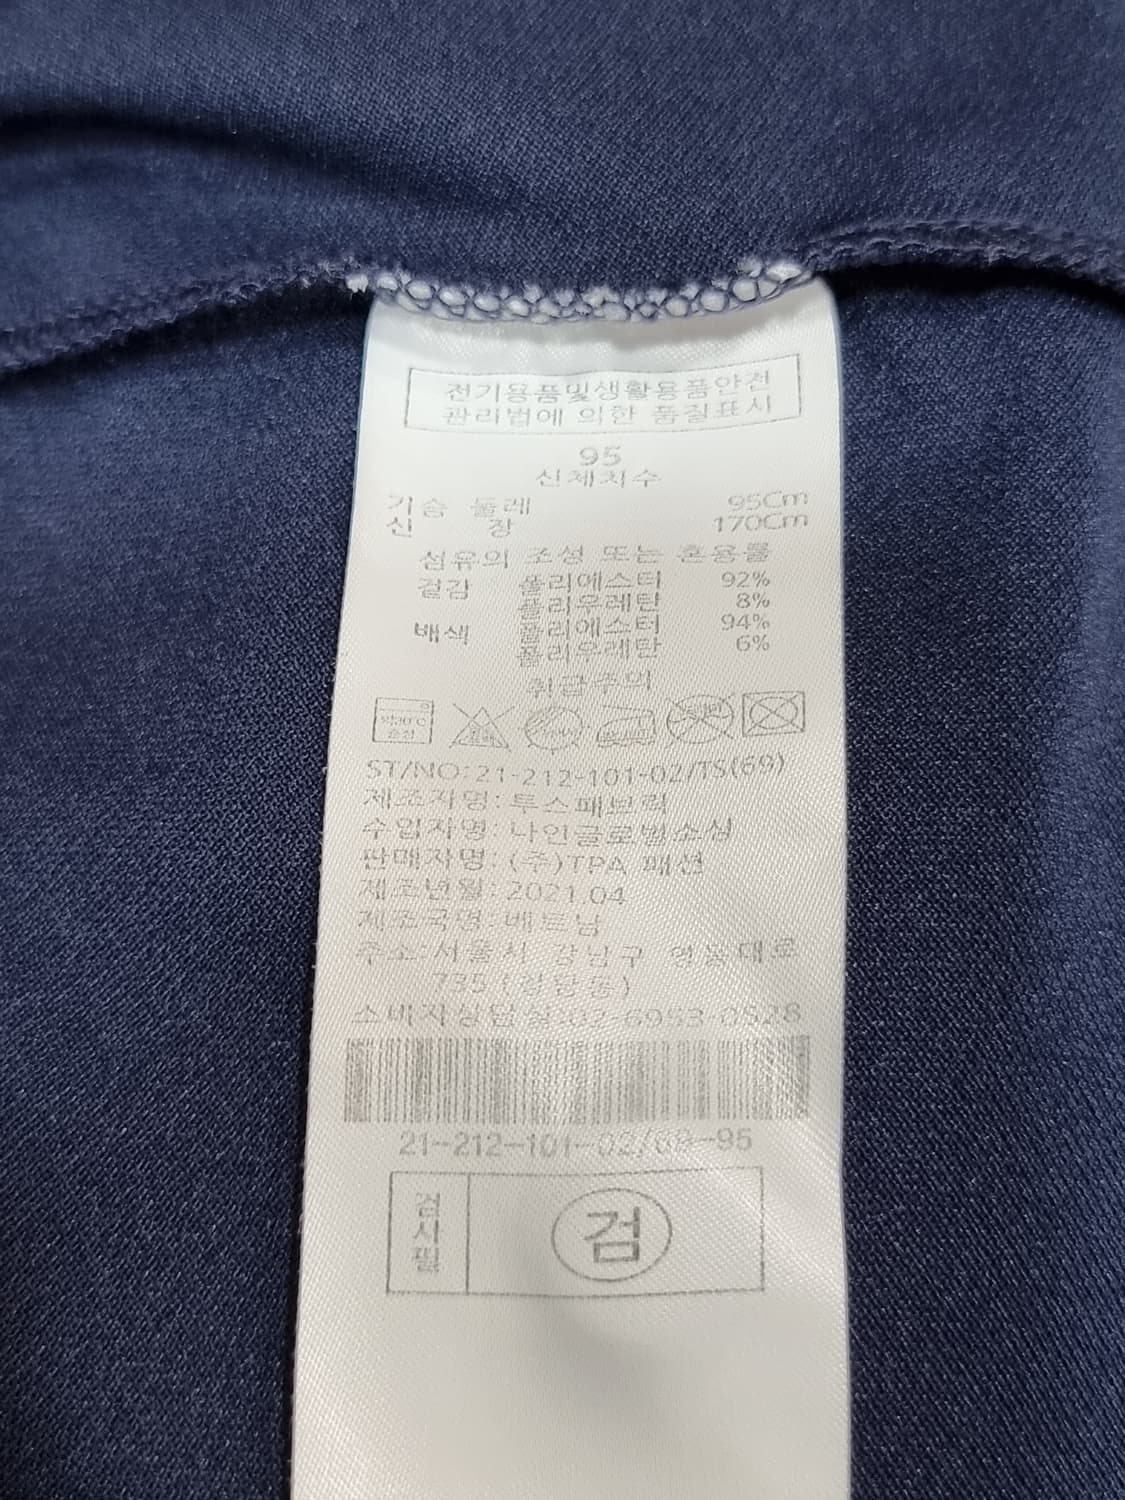 전기용품및생활용품안전
관리법에 의한 품질표시
95
신체치수
가슴 둘레 95Cm
신 장 170Cm
섬유의 조성 또는 혼용률
겉감 폴리에스터 92%
폴리우레탄 8%
배색 폴리에스터 94%
폴리우레탄 6%
취급주의
약30°C
중성
ST/NO:21-212-101-02/TS(69)
제조자명:투스패브릭
수입자명:나인글로벌소싱
판매자명:(주)TPA 패션
제조년월:2021.04
제조국명:베트남
주소:서울시 강남구 영동대로
735 (청담동)
소비자상담실:02-6953-0528
21-212-101-02/69-95
검시필
검